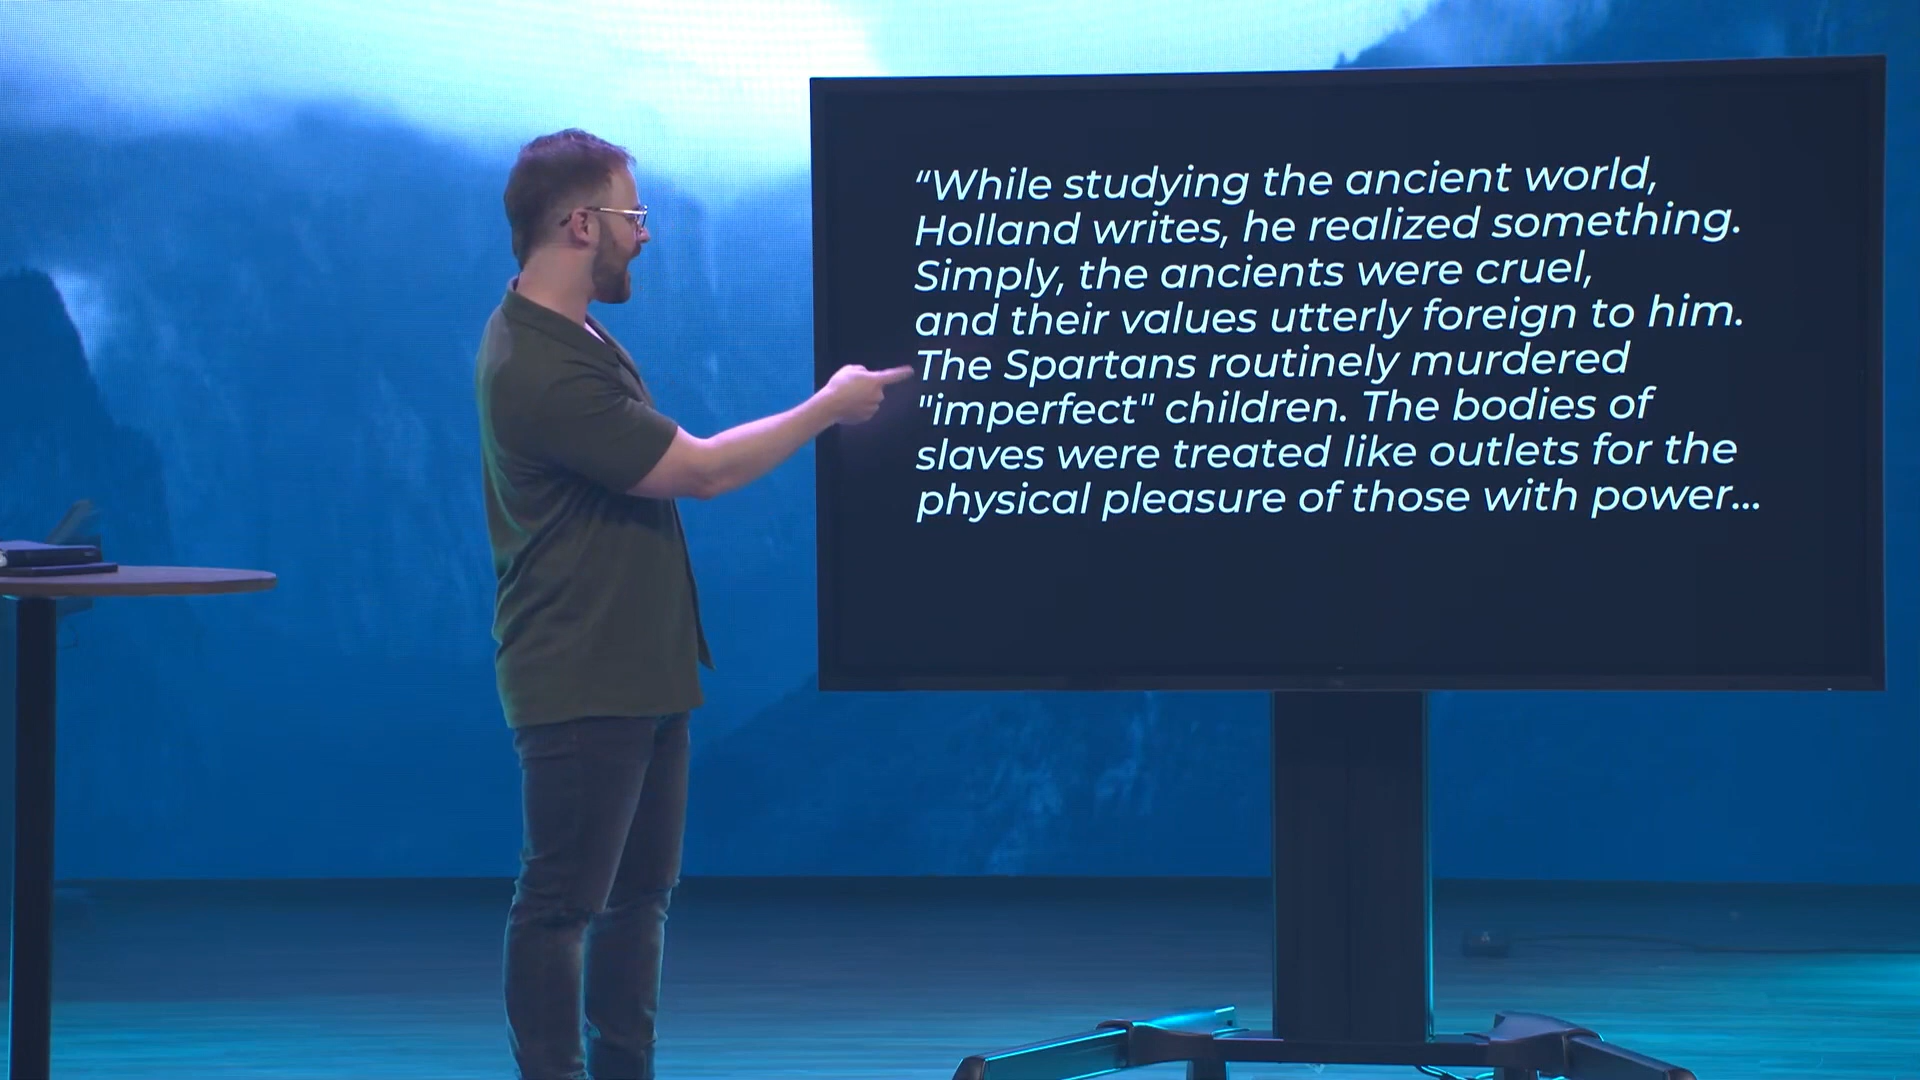 “While studying the ancient world,
Holland writes, he realized something.
Simply, the ancients were cruel,
and their values utterly foreign to him.
The Spartans routinely murdered
"imperfect" children. The bodies of
slaves were treated like outlets for the
physical pleasure of those with power...